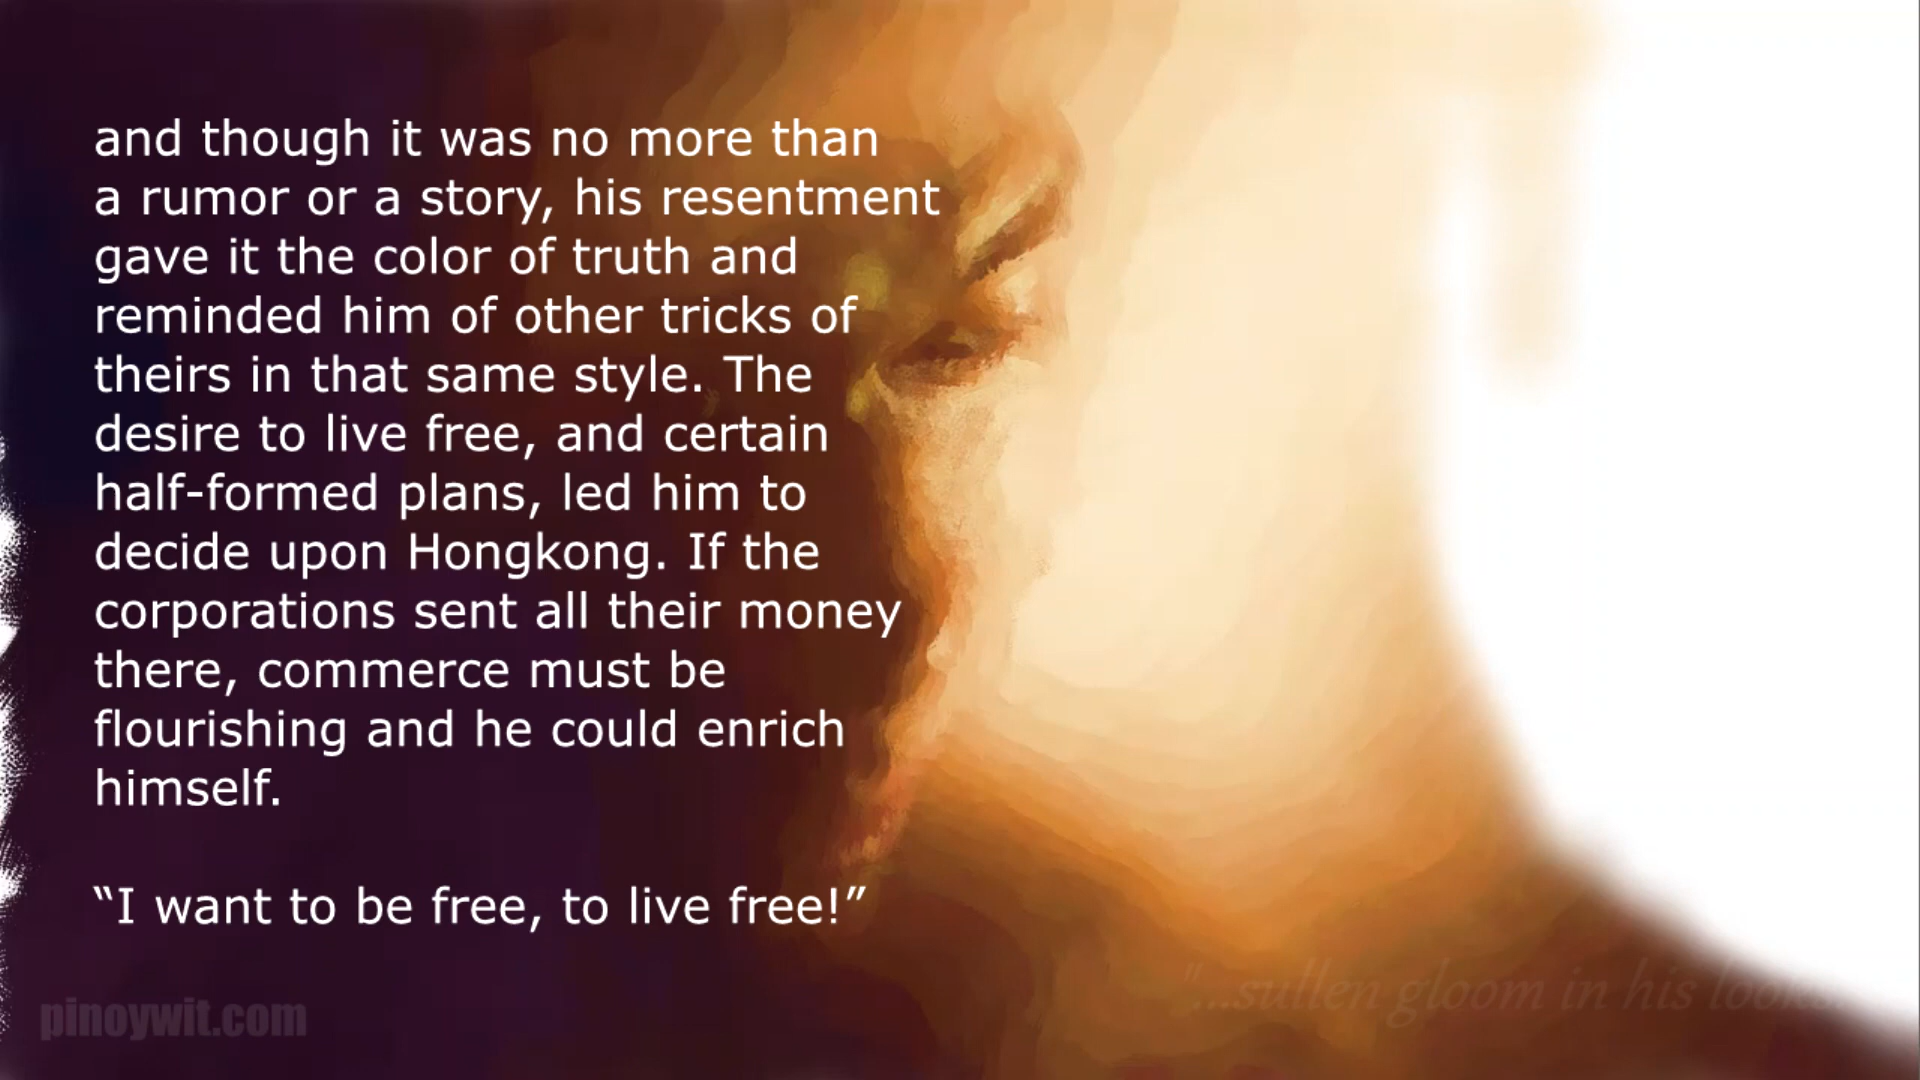 and though it was no more than
a rumor or a story, his resentment
gave it the color of truth and
reminded him of other tricks of
theirs in that same style. The
desire to live free, and certain
half-formed plans, led him to
decide upon Hongkong. If the
corporations sent all their money
there, commerce must be
flourishing and he could enrich
himself.
“I want to be free, to live free!”
"...sullen gloom in his looks
pinoywit.com